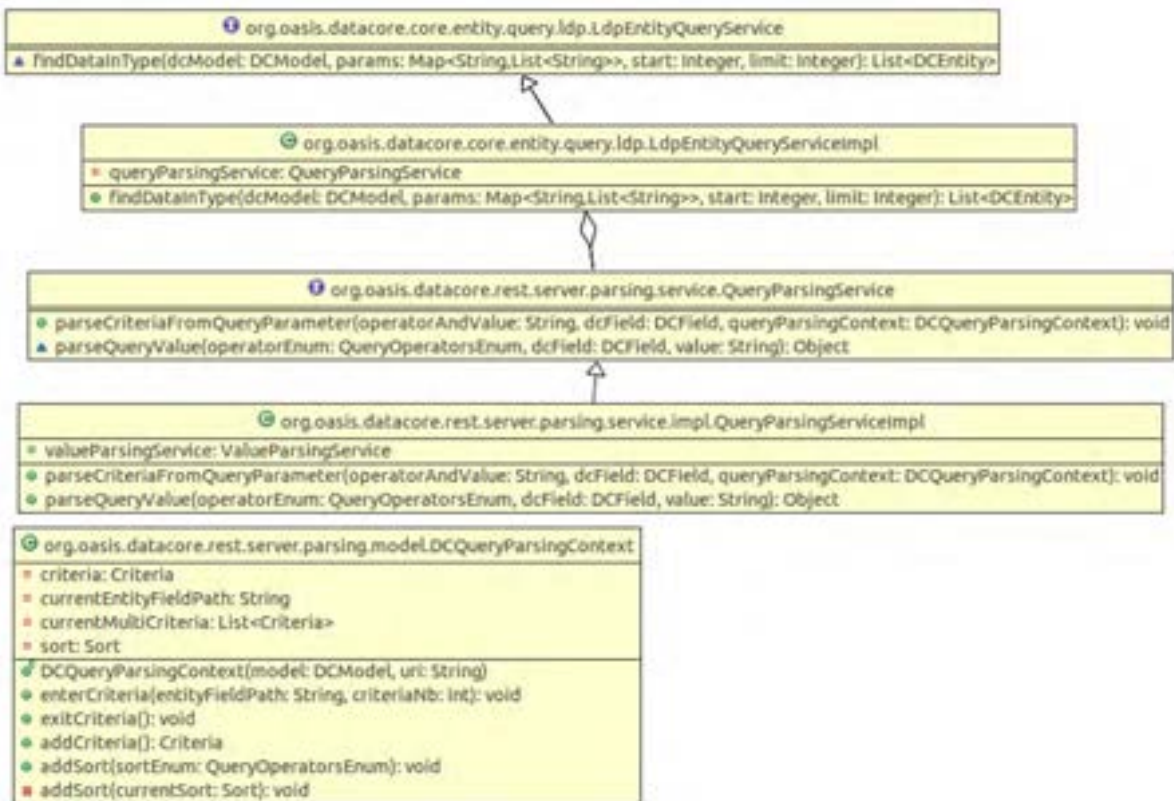 org.oasis.datacore.core.entity.query.ldp.LdpEntityQueryService
findDataInType(dcModel: DCModel, params: Map<String,List<String>>, start: Integer, limit: Integer): List<DCEntity>
org.oasis.datacore.core.entity.query.ldp.LdpEntityQueryServiceImpl
queryParsingService: QueryParsingService
findDataInType(dcModel: DCModel, params: Map<String,List<String>>, start: Integer, limit: Integer): List<DCEntity>
org.oasis.datacore.rest.server.parsing.service.QueryParsingService
parseCriteriaFromQueryParameter(operatorAndValue: String, dcField: DCField, queryParsingContext: DCQueryParsingContext): void
parseQueryValue(operatorEnum: QueryOperatorsEnum, dcField: DCField, value: String): Object
org.oasis.datacore.rest.server.parsing.service.impl.QueryParsingServiceImpl
valueParsingService: ValueParsingService
parseCriteriaFromQueryParameter(operatorAndValue: String, dcField: DCField, queryParsingContext: DCQueryParsingContext): void
parseQueryValue(operatorEnum: QueryOperatorsEnum, dcField: DCField, value: String): Object
org.oasis.datacore.rest.server.parsing.model.DCQueryParsingContext
criteria: Criteria
currentEntityFieldPath: String
currentMultiCriteria: List<Criteria>
sort: Sort
DCQueryParsingContext(model: DCModel, uri: String)
enterCriteria(entityFieldPath: String, criteriaNb: int): void
exitCriteria(): void
addCriteria(): Criteria
addSort(sortEnum: QueryOperatorsEnum): void
addSort(currentSort: Sort): void